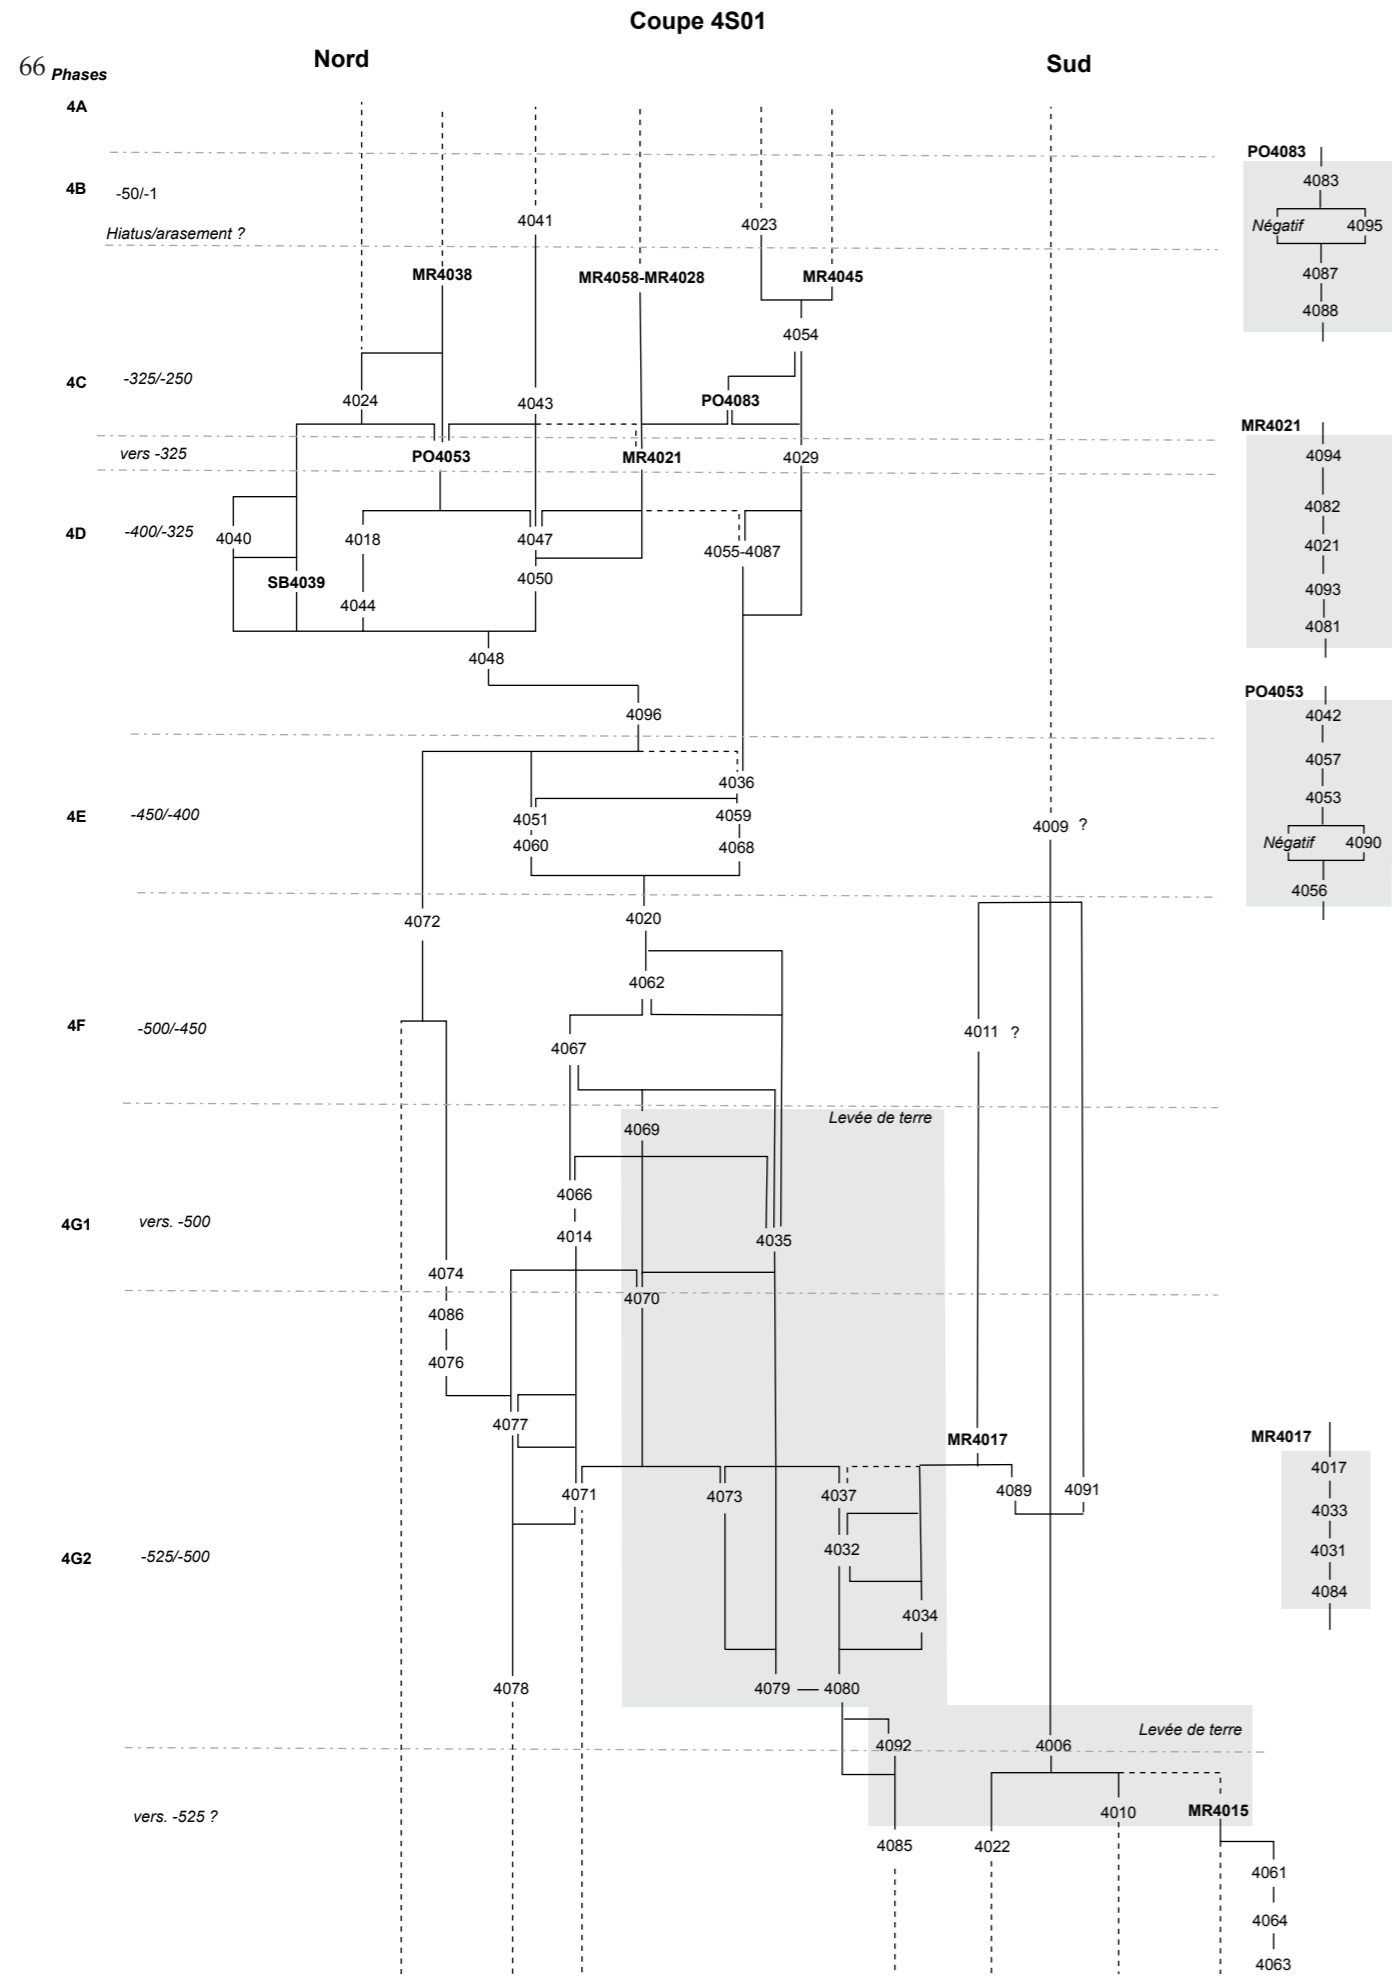 Coupe 4S01
66 Phases
Nord
Sud
4A
4B -50/-1
Hiatus/arasement ?
4041
4023
MR4038
MR4058-MR4028
MR4045
4054
4C -325/-250
4024
4043
PO4083
vers -325
PO4053
MR4021
4029
4D -400/-325
4040
4018
4047
4055-4087
SB4039
4050
4044
4048
4096
4036
4E -450/-400
4051
4059
4009 ?
4060
4068
4072
4020
4062
4F -500/-450
4011 ?
4067
Levée de terre
4069
4066
4G1 vers. -500
4014
4035
4074
4070
4086
4076
4077
MR4017
4071
4073
4037
4089
4091
4G2 -525/-500
4032
4034
4078
4079
4080
Levée de terre
4092
4006
vers. -525 ?
4010
MR4015
4085
4022
4061
4064
4063
PO4083
4083
Négatif 4095
4087
4088
MR4021
4094
4082
4021
4093
4081
PO4053
4042
4057
4053
Négatif 4090
4056
MR4017
4017
4033
4031
4084